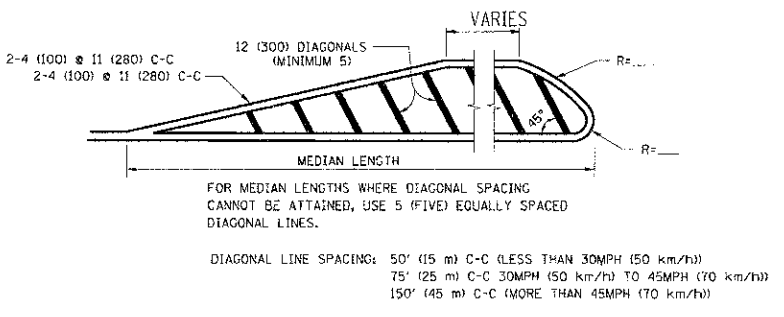 VARIES
2-4 (100) @ 11 (280) C-C
2-4 (100) @ 11 (280) C-C
12 (300) DIAGONALS
(MINIMUM 5)
R=
45°
R=
MEDIAN LENGTH
FOR MEDIAN LENGTHS WHERE DIAGONAL SPACING
CANNOT BE ATTAINED, USE 5 (FIVE) EQUALLY SPACED
DIAGONAL LINES.
DIAGONAL LINE SPACING: 50' (15 m) C-C (LESS THAN 30MPH (50 km/h))
75' (25 m) C-C 30MPH (50 km/h) TO 45MPH (70 km/h))
150' (45 m) C-C (MORE THAN 45MPH (70 km/h))